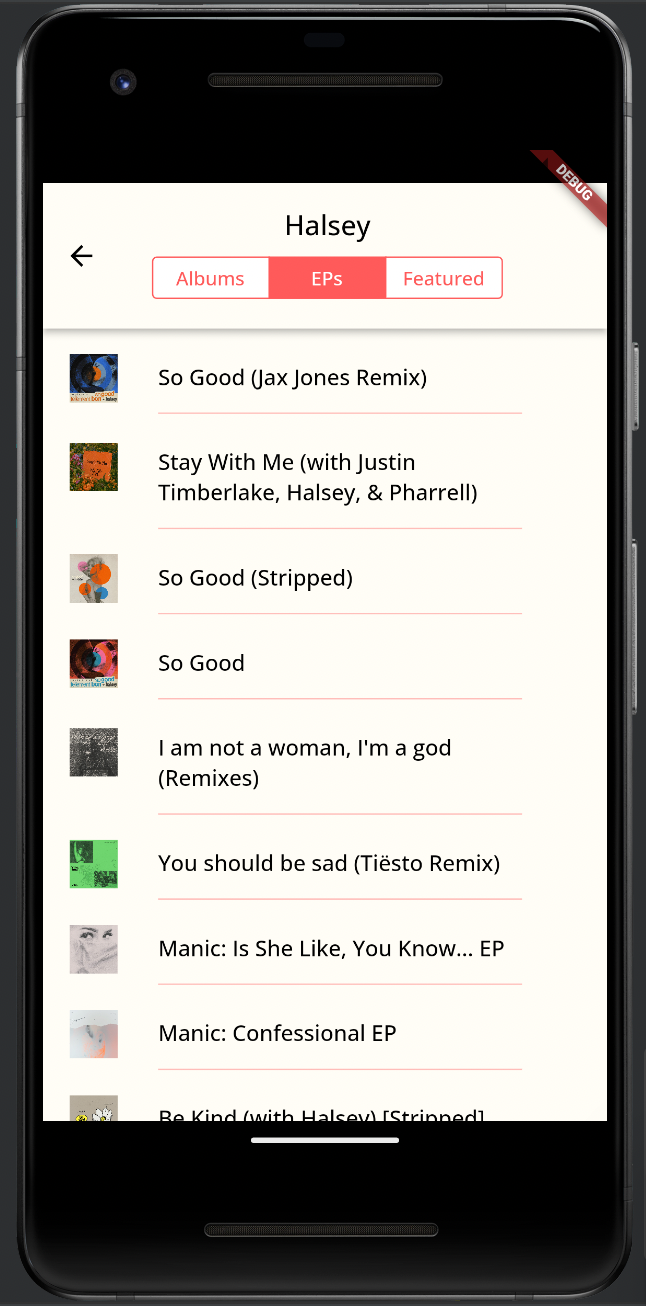 DEBUG
Halsey
Albums
EPs
Featured
So Good (Jax Jones Remix)
Stay With Me (with Justin
Timberlake, Halsey, & Pharrell)
So Good (Stripped)
So Good
I am not a woman, I'm a god
(Remixes)
You should be sad (Tiësto Remix)
Manic: Is She Like, You Know... EP
Manic: Confessional EP
Be Kind (with Halsey) [Stripped]